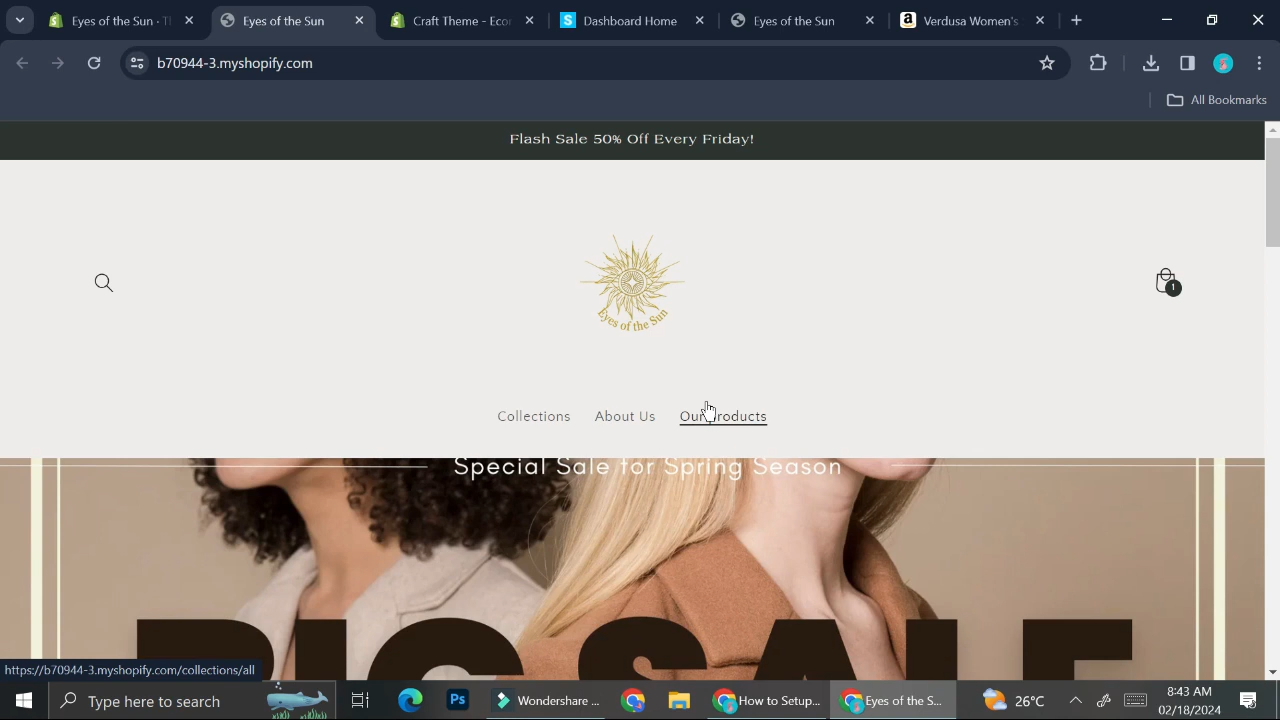 Eyes of the Sun · Tl
Eyes of the Sun
Craft Theme - Ecor
Dashboard Home
Eyes of the Sun
Verdusa Women's
b70944-3.myshopify.com
All Bookmarks
Flash Sale 50% Off Every Friday!
Eyes of the Sun
1
Collections
About Us
Our Products
Special Sale for Spring Season
BIG SALE
https://b70944-3.myshopify.com/collections/all
Type here to search
Wondershare ...
How to Setup...
Eyes of the S...
26°C
8:43 AM
02/18/2024